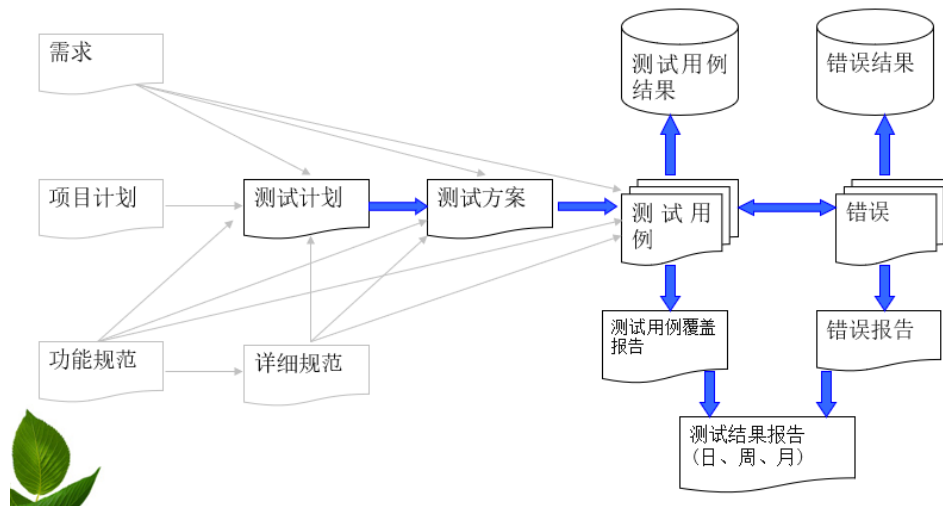 需求
测试用例
结果
错误结果
项目计划
测试计划
测试方案
测试用
例
错误
功能规范
详细规范
测试用例覆盖
报告
错误报告
测试结果报告
(日、周、月)